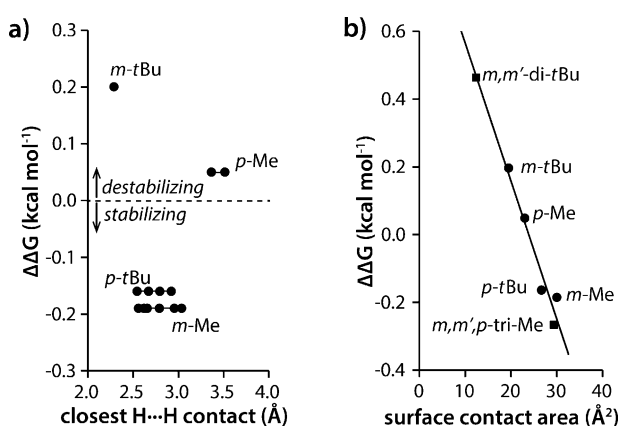 a)
0.3
0.2
0.1
0.0
-0.1
-0.2
-0.3
ΔΔG (kcal mol⁻¹)
m-tBu
p-Me
destabilizing
stabilizing
p-tBu
m-Me
2.0 2.5 3.0 3.5 4.0
closest H···H contact (Å)
b)
0.6
0.4
0.2
0.0
-0.2
-0.4
ΔΔG (kcal mol⁻¹)
m,m′-di-tBu
m-tBu
p-Me
p-tBu
m-Me
m,m′,p-tri-Me
0 10 20 30 40
surface contact area (Å²)